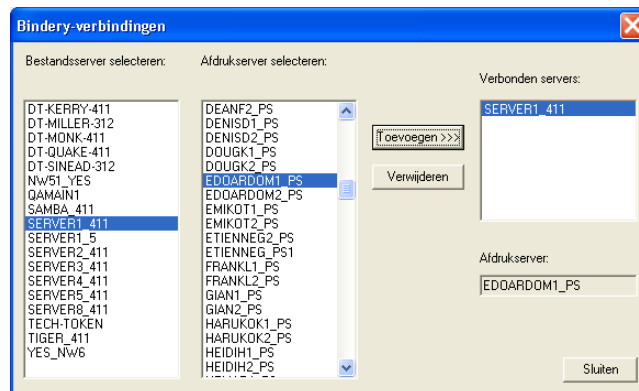 Bindery-verbindingen
Bestandsserver selecteren:
DT-KERRY-411
DT-MILLER-312
DT-MONK-411
DT-QUAKE-411
DT-SINEAD-312
NW51_YES
QAMAIN1
SAMBA_411
SERVER1_411
SERVER1_5
SERVER2_411
SERVER3_411
SERVER4_411
SERVER5_411
SERVER8_411
TECH-TOKEN
TIGER_411
YES_NW6
Afdrukserver selecteren:
DEANF2_PS
DENISD1_PS
DENISD2_PS
DOUGK1_PS
DOUGK2_PS
EDOARDOM1_PS
EDOARDOM2_PS
EMIKOT1_PS
EMIKOT2_PS
ETIENNEG2_PS
ETIENNEG_PS1
FRANKL1_PS
FRANKL2_PS
GIAN1_PS
GIAN2_PS
HARUKOK1_PS
HEIDIH1_PS
HEIDIH2_PS
Toevoegen >>>
Verwijderen
Verbonden servers:
SERVER1_411
Afdrukserver:
EDOARDOM1_PS
Sluiten